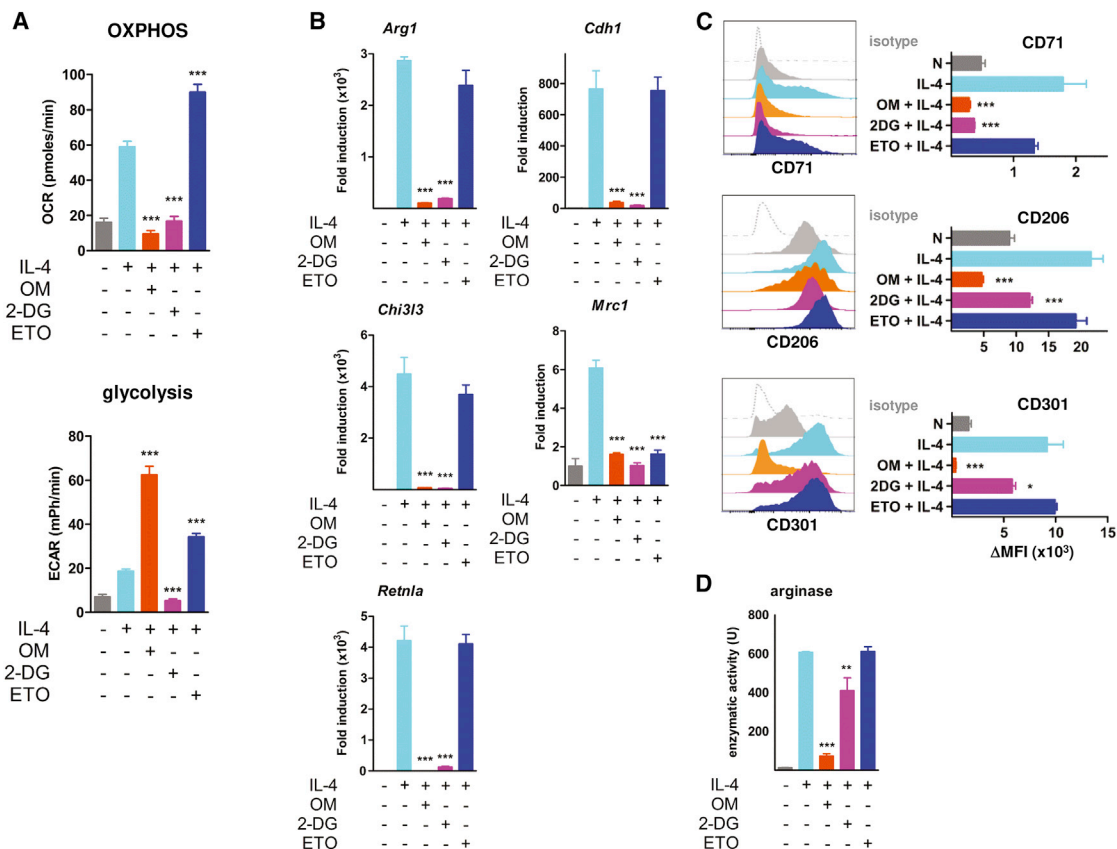 A
OXPHOS
OCR (pmoles/min)
100
80
60
40
20
0
***
***
***
IL-4 - + + + +
OM - - + - -
2-DG - - - + -
ETO - - - - +
glycolysis
ECAR (mPh/min)
80
60
40
20
0
***
***
***
IL-4 - + + + +
OM - - + - -
2-DG - - - + -
ETO - - - - +
B
Arg1
Fold induction (x10³)
3
2
1
*** ***
IL-4 - + + + +
OM - - + - -
2-DG - - - + -
ETO - - - - +
Cdh1
Fold induction
800
600
400
200
0
*** ***
IL-4 - + + + +
OM - - + - -
2-DG - - - + -
ETO - - - - +
Chi3l3
Fold induction (x10³)
6
4
2
*** ***
IL-4 - + + + +
OM - - + - -
2-DG - - - + -
ETO - - - - +
Mrc1
Fold induction
8
6
4
2
0
*** *** ***
IL-4 - + + + +
OM - - + - -
2-DG - - - + -
ETO - - - - +
Retnla
Fold induction (x10³)
5
4
3
2
1
0
*** ***
IL-4 - + + + +
OM - - + - -
2-DG - - - + -
ETO - - - - +
C
CD71
isotype
CD71
N
IL-4
OM + IL-4 ***
2DG + IL-4 ***
ETO + IL-4
1 2
CD206
isotype
CD206
N
IL-4
OM + IL-4 ***
2DG + IL-4 ***
ETO + IL-4
5 10 15 20
CD301
isotype
CD301
N
IL-4
OM + IL-4 ***
2DG + IL-4 *
ETO + IL-4
5 10 15
ΔMFI (x10³)
D
arginase
enzymatic activity (U)
800
600
400
200
***
**
IL-4 - + + + +
OM - - + - -
2-DG - - - + -
ETO - - - - +